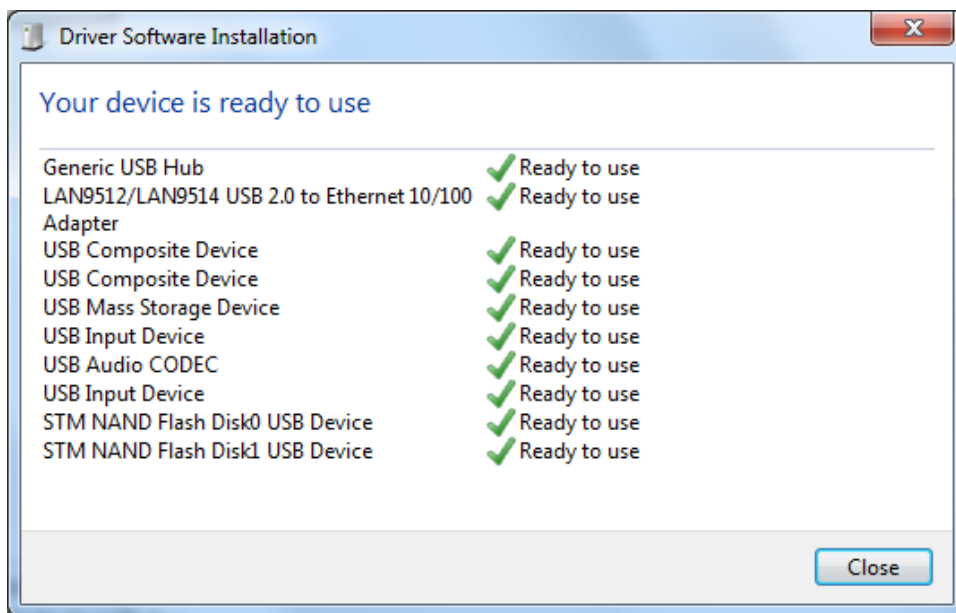 Driver Software Installation
Your device is ready to use
Generic USB Hub Ready to use
LAN9512/LAN9514 USB 2.0 to Ethernet 10/100 Ready to use
Adapter
USB Composite Device Ready to use
USB Composite Device Ready to use
USB Mass Storage Device Ready to use
USB Input Device Ready to use
USB Audio CODEC Ready to use
USB Input Device Ready to use
STM NAND Flash Disk0 USB Device Ready to use
STM NAND Flash Disk1 USB Device Ready to use
Close